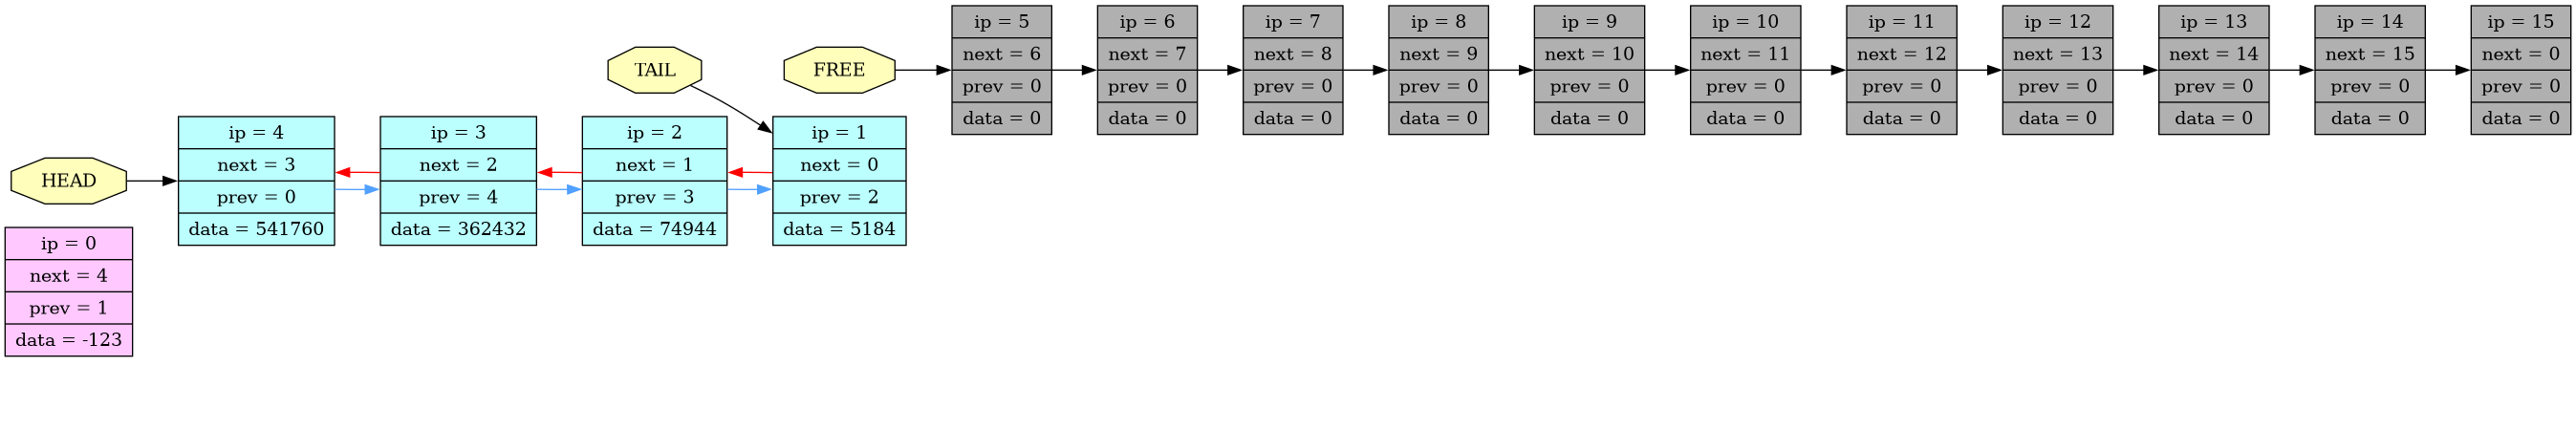 HEAD
ip = 0
next = 4
prev = 1
data = -123
ip = 4
next = 3
prev = 0
data = 541760
ip = 3
next = 2
prev = 4
data = 362432
TAIL
ip = 2
next = 1
prev = 3
data = 74944
FREE
ip = 1
next = 0
prev = 2
data = 5184
ip = 5
next = 6
prev = 0
data = 0
ip = 6
next = 7
prev = 0
data = 0
ip = 7
next = 8
prev = 0
data = 0
ip = 8
next = 9
prev = 0
data = 0
ip = 9
next = 10
prev = 0
data = 0
ip = 10
next = 11
prev = 0
data = 0
ip = 11
next = 12
prev = 0
data = 0
ip = 12
next = 13
prev = 0
data = 0
ip = 13
next = 14
prev = 0
data = 0
ip = 14
next = 15
prev = 0
data = 0
ip = 15
next = 0
prev = 0
data = 0